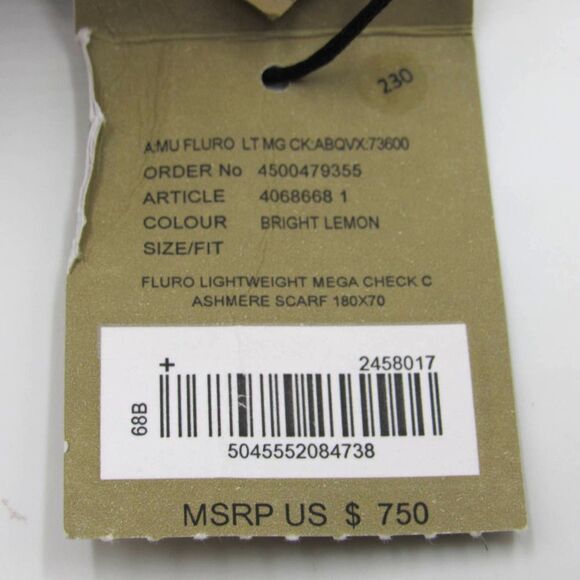 230
A:MU FLURO LT MG CK:ABQVX:73600
ORDER No 4500479355
ARTICLE 4068668 1
COLOUR BRIGHT LEMON
SIZE/FIT
FLURO LIGHTWEIGHT MEGA CHECK C
ASHMERE SCARF 180X70
+ 2458017
68B
5045552084738
MSRP US $ 750